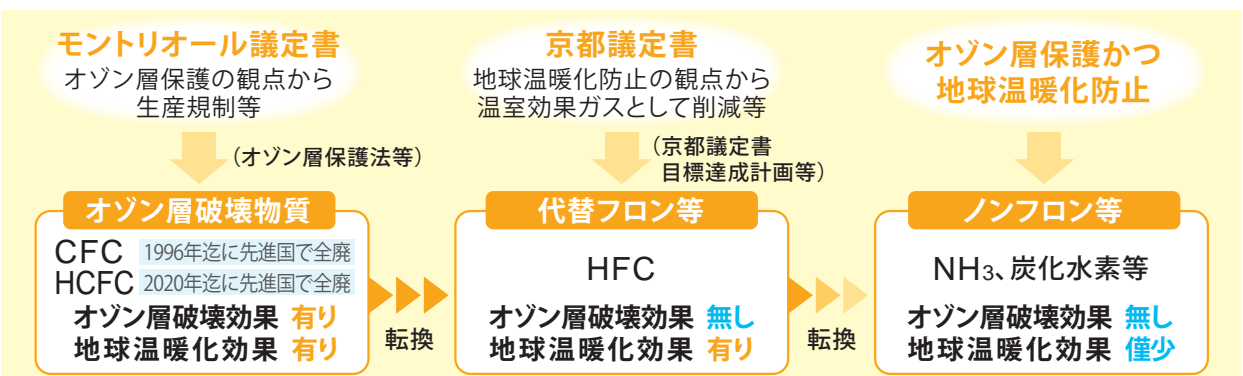 モントリオール議定書
オゾン層保護の観点から
生産規制等
(オゾン層保護法等)
オゾン層破壊物質
CFC 1996年迄に先進国で全廃
HCFC 2020年迄に先進国で全廃
オゾン層破壊効果 有り
地球温暖化効果 有り
転換
京都議定書
地球温暖化防止の観点から
温室効果ガスとして削減等
(京都議定書
目標達成計画等)
代替フロン等
HFC
オゾン層破壊効果 無し
地球温暖化効果 有り
転換
オゾン層保護かつ
地球温暖化防止
ノンフロン等
NH3、炭化水素等
オゾン層破壊効果 無し
地球温暖化効果 僅少